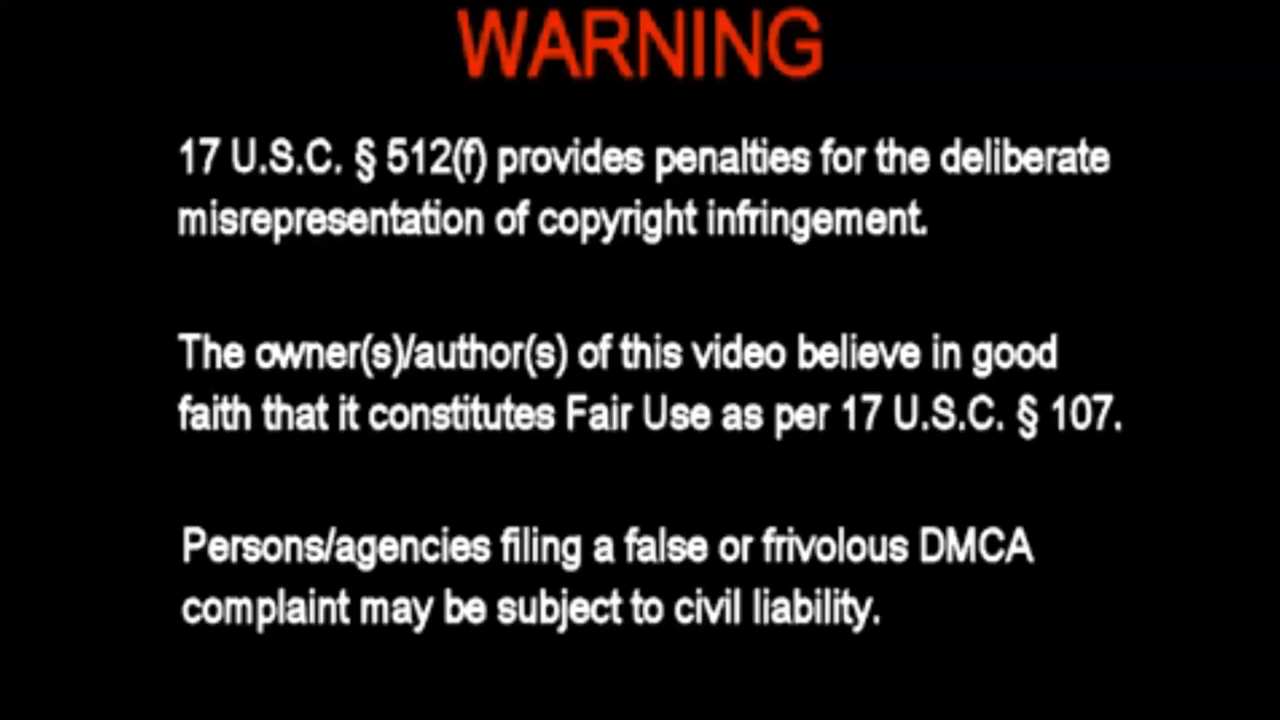 WARNING
17 U.S.C. § 512(f) provides penalties for the deliberate
misrepresentation of copyright infringement.
The owner(s)/author(s) of this video believe in good
faith that it constitutes Fair Use as per 17 U.S.C. § 107.
Persons/agencies filing a false or frivolous DMCA
complaint may be subject to civil liability.